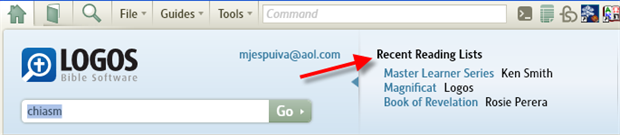 File Guides Tools Command
LOGOS
Bible Software
mjespuiva@aol.com
chiasm Go
Recent Reading Lists
Master Learner Series Ken Smith
Magnificat Logos
Book of Revelation Rosie Perera